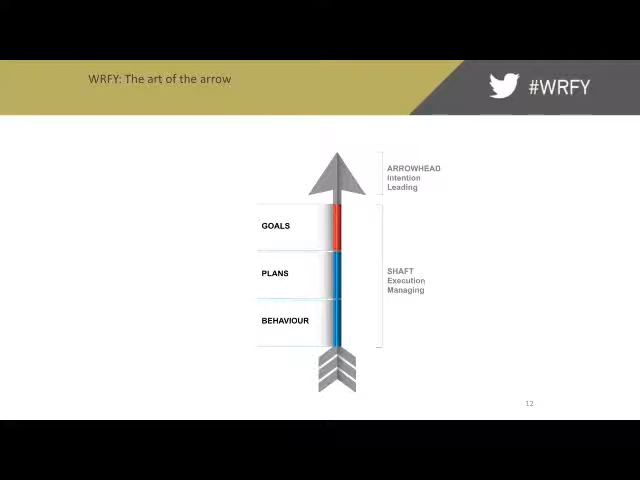 WRFY: The art of the arrow
#WRFY
ARROWHEAD
Intention
Leading
GOALS
PLANS
BEHAVIOUR
SHAFT
Execution
Managing
12